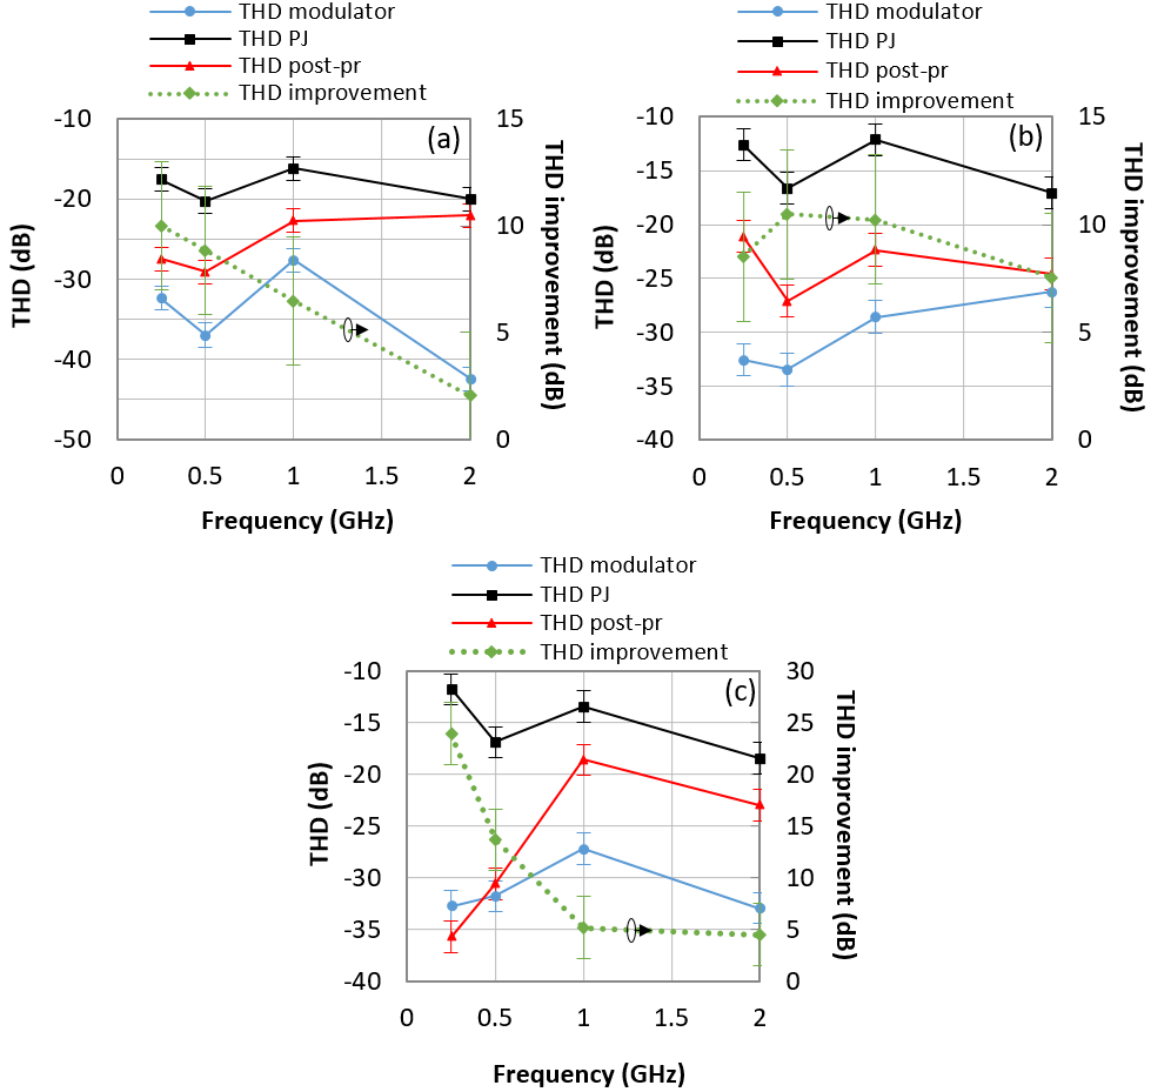 THD modulator
THD PJ
THD post-pr
THD improvement
(a)
-10
-20
-30
-40
-50
THD (dB)
15
10
5
0
THD improvement (dB)
0 0.5 1 1.5 2
Frequency (GHz)
THD modulator
THD PJ
THD post-pr
THD improvement
(b)
-10
-15
-20
-25
-30
-35
-40
THD (dB)
15
10
5
0
THD improvement (dB)
0 0.5 1 1.5 2
Frequency (GHz)
THD modulator
THD PJ
THD post-pr
THD improvement
(c)
-10
-15
-20
-25
-30
-35
-40
THD (dB)
30
25
20
15
10
5
0
THD improvement (dB)
0 0.5 1 1.5 2
Frequency (GHz)